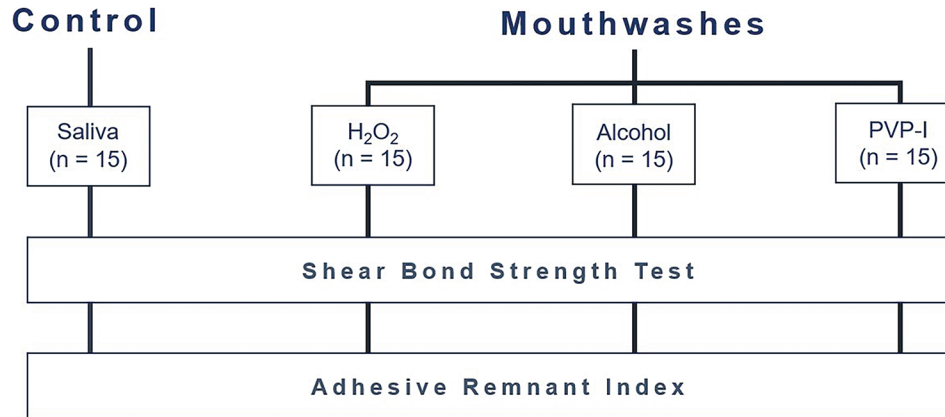 Control
Mouthwashes
Saliva
(n = 15)
H₂O₂
(n = 15)
Alcohol
(n = 15)
PVP-I
(n = 15)
Shear Bond Strength Test
Adhesive Remnant Index